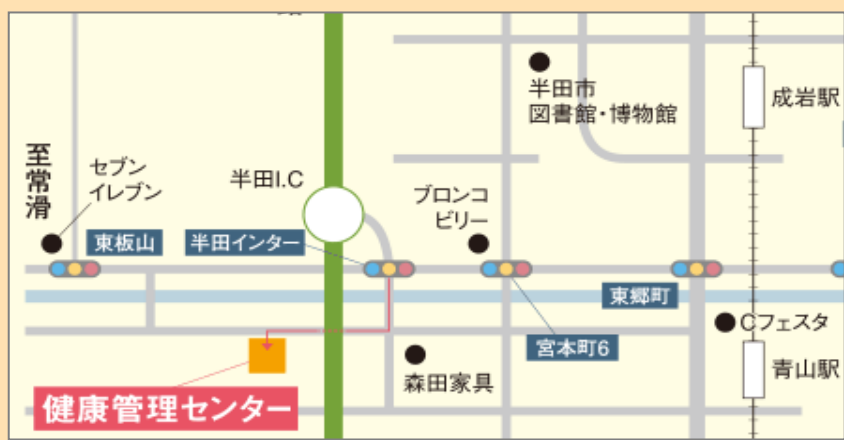 半田市
図書館・博物館
成岩駅
至常滑
セブン
イレブン
半田I.C
ブロンコ
ビリー
東板山
半田インター
東郷町
Cフェスタ
宮本町6
青山駅
森田家具
健康管理センター